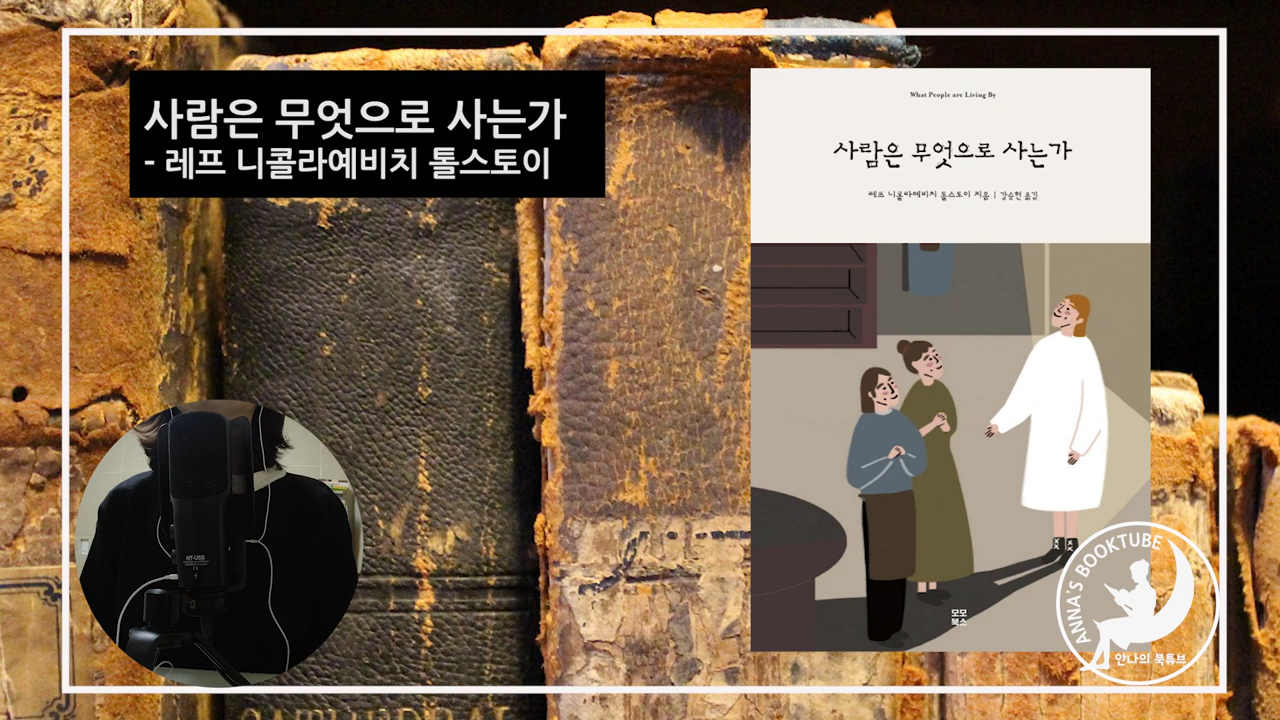 사람은 무엇으로 사는가
- 레프 니콜라예비치 톨스토이
What People are Living By
사람은 무엇으로 사는가
레프 니콜라예비치 톨스토이 지음 | 강승현 옮김
모모
북스
NT-USB
ANNA'S BOOKTUBE
안나의 북튜브